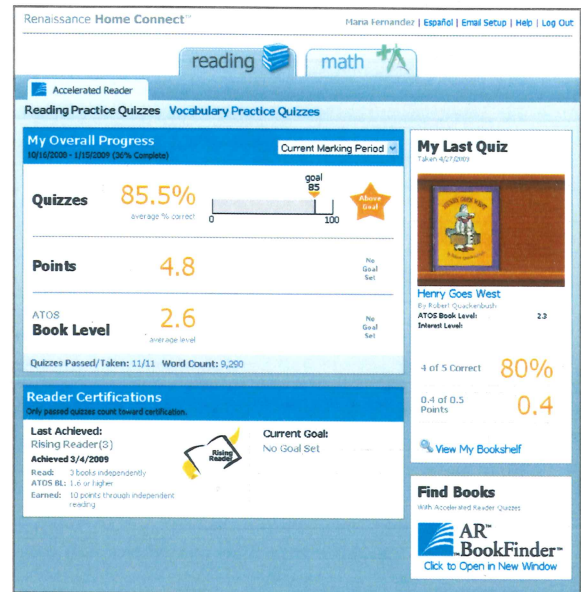 Renaissance Home Connect™
Maria Fernandez | Español | Email Setup | Help | Log Out
reading
math
Accelerated Reader
Reading Practice Quizzes Vocabulary Practice Quizzes
My Overall Progress
Current Marking Period
Quizzes
85.5%
average % correct
goal
85
0
100
Above Goal
Points
4.8
No
Goal
Set
ATOS
Book Level
2.6
average level
No
Goal
Set
Quizzes Passed/Taken: 11/11 Word Count: 9,290
Reader Certifications
Only passed quizzes count toward certification.
Last Achieved:
Rising Reader(3)
Achieved 3/4/2009
Read: 3 books independently
ATOS BL: 1.6 or higher
Earned: 10 points through independent
reading
Rising
Reader
Current Goal:
No Goal Set
My Last Quiz
Taken 4/27/2009
HENRY GOES WEST
Henry Goes West
By Robert Quackenbush
ATOS Book Level: 2.3
Interest Level:
4 of 5 Correct 80%
0.4 of 0.5
Points
0.4
View My Bookshelf
Find Books
With Accelerated Reader Quizzes
AR™
BookFinder™
Click to Open in New Window